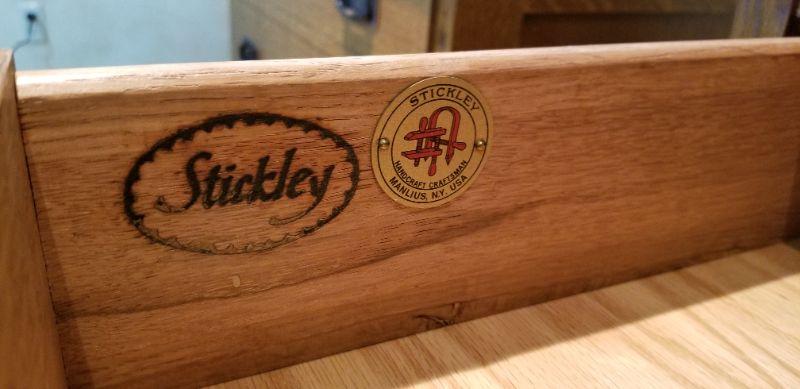 Stickley
STICKLEY
HANDCRAFT CRAFTSMAN
MANLIUS, N.Y. USA